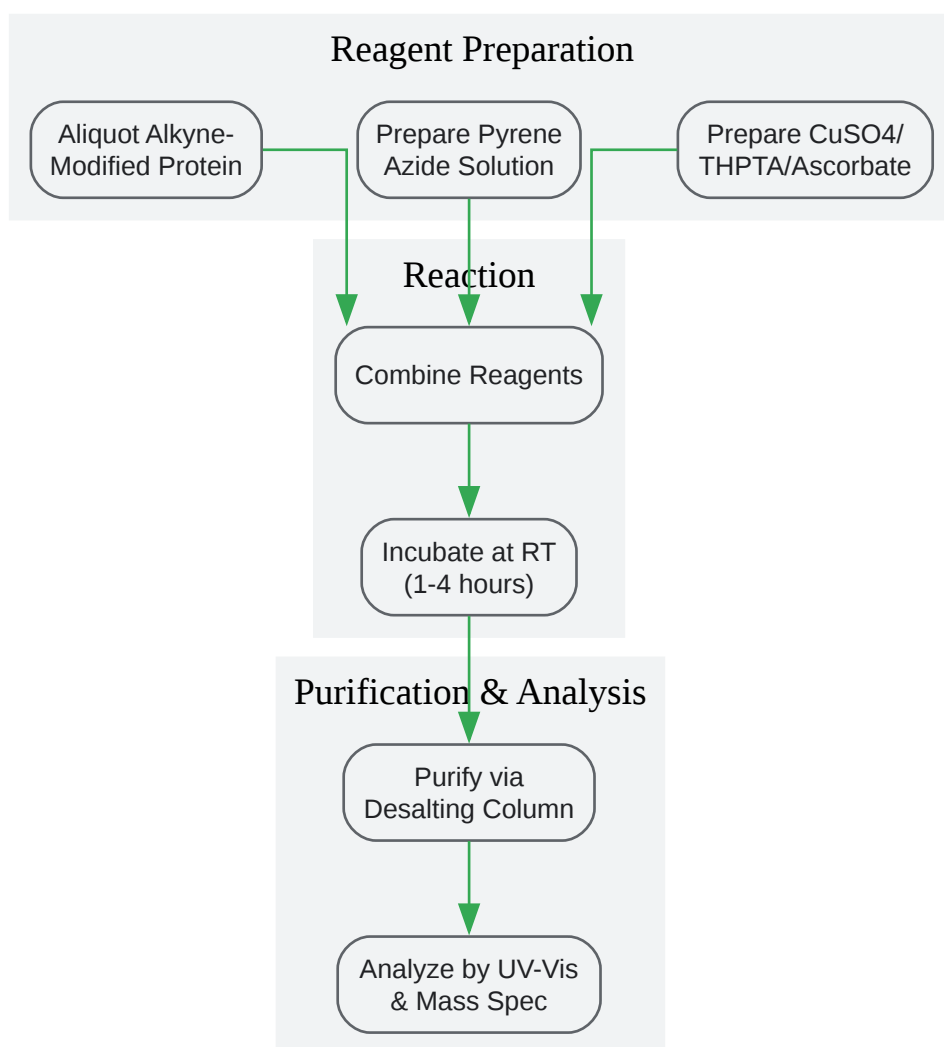 Reagent Preparation
Aliquot Alkyne-
Modified Protein
Prepare Pyrene
Azide Solution
Prepare CuSO4/
THPTA/Ascorbate
Reaction
Combine Reagents
Incubate at RT
(1-4 hours)
Purification & Analysis
Purify via
Desalting Column
Analyze by UV-Vis
& Mass Spec